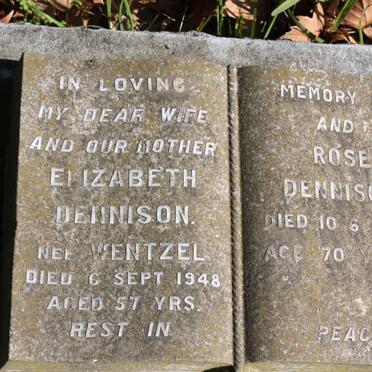 IN LOVING
MY DEAR WIFE
AND OUR MOTHER
ELIZABETH
DENNISON.
NEE WENTZEL
DIED 6 SEPT 1948
AGED 57 YRS.
REST IN
MEMORY
AND
ROSE
DENNISO
DIED 10 6
AGE 70
PEAC